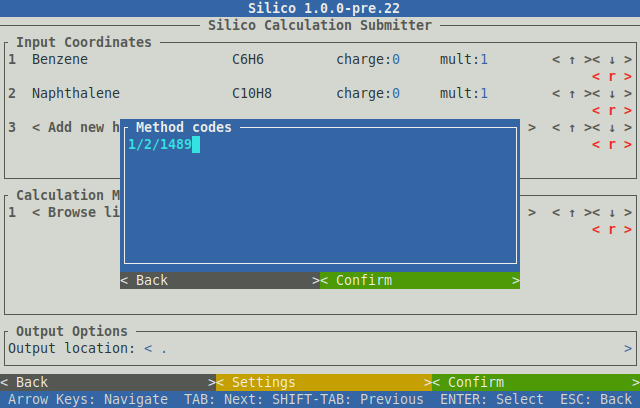 Silico 1.0.0-pre.22
Silico Calculation Submitter
Input Coordinates
1 Benzene C6H6 charge:0 mult:1 < ↑ >< ↓ >
< r >
2 Naphthalene C10H8 charge:0 mult:1 < ↑ >< ↓ >
< r >
3 < Add new h > < ↑ >< ↓ >
< r >
Method codes
1/2/1489
Calculation M
1 < Browse li > < ↑ >< ↓ >
< r >
< Back >< Confirm >
Output Options
Output location: < . >
< Back >< Settings >< Confirm >
Arrow Keys: Navigate TAB: Next: SHIFT-TAB: Previous ENTER: Select ESC: Back